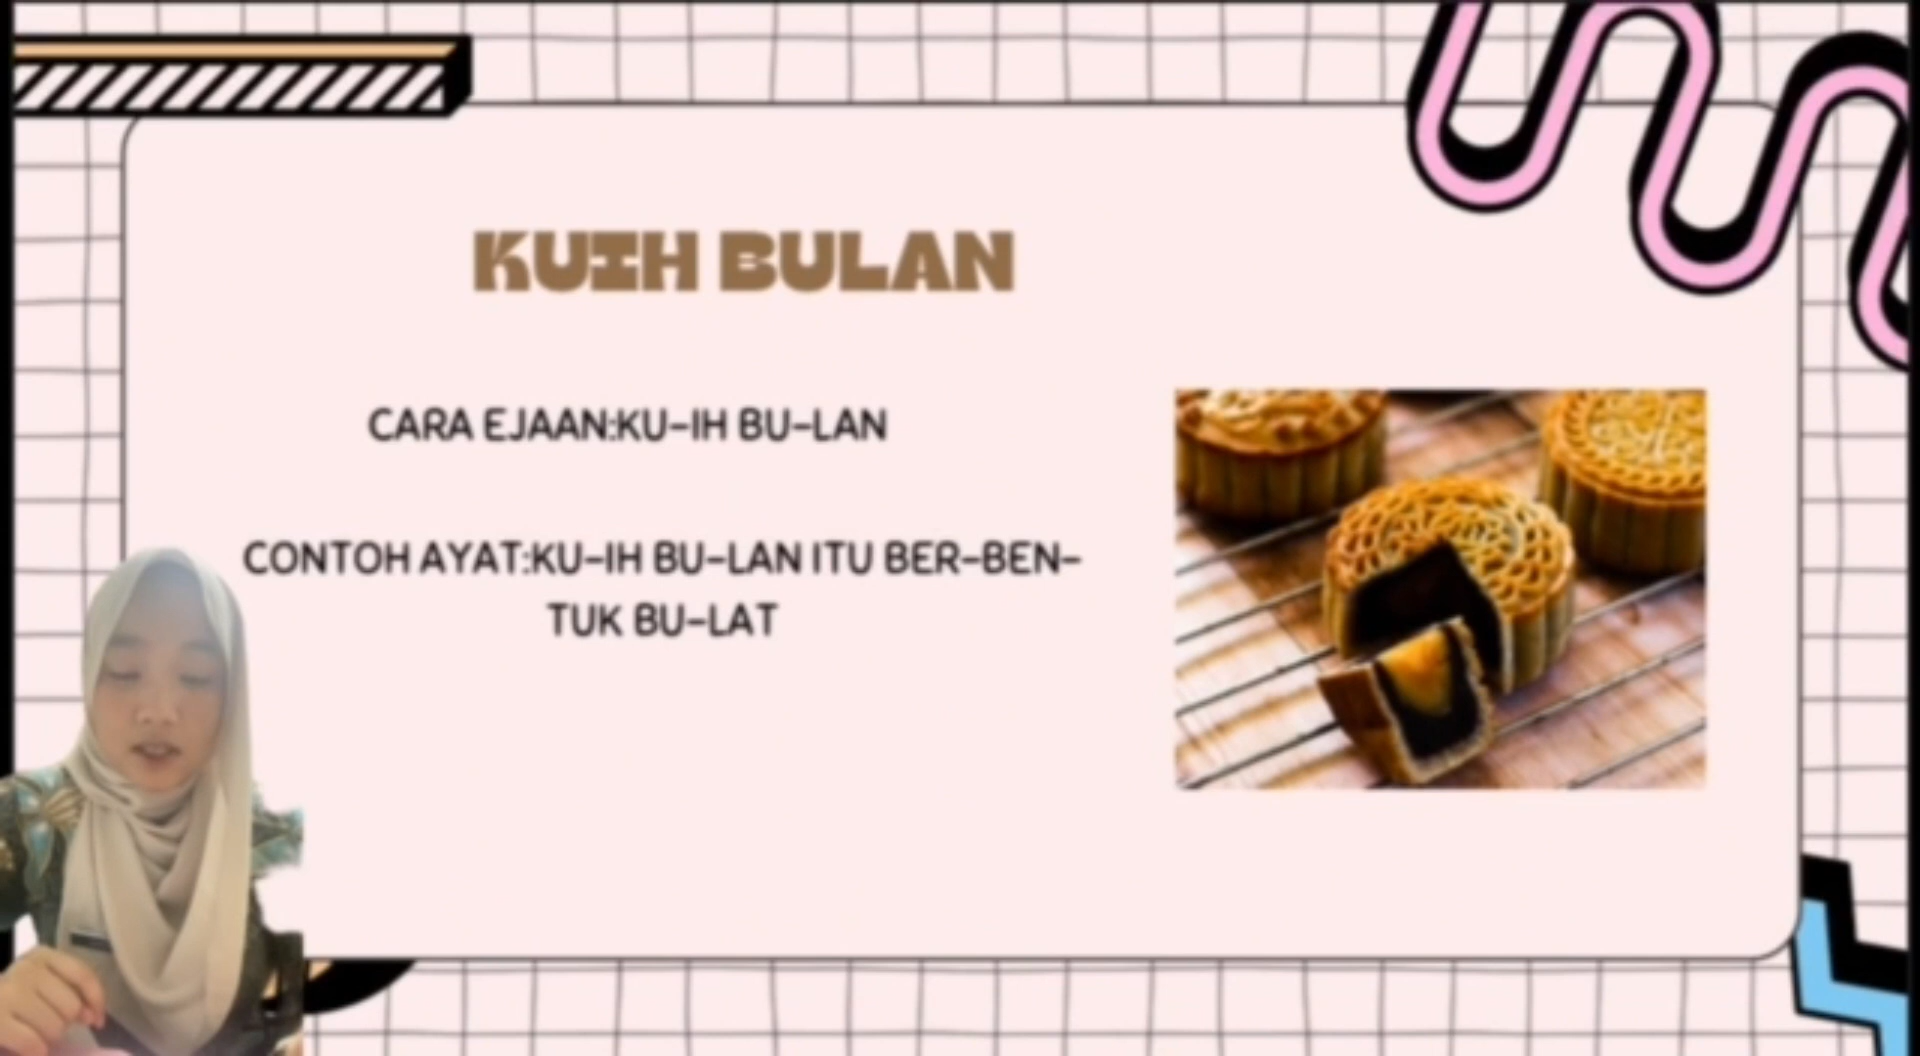 KUIH BULAN
CARA EJAAN:KU-IH BU-LAN
CONTOH AYAT:KU-IH BU-LAN ITU BER-BEN-
TUK BU-LAT